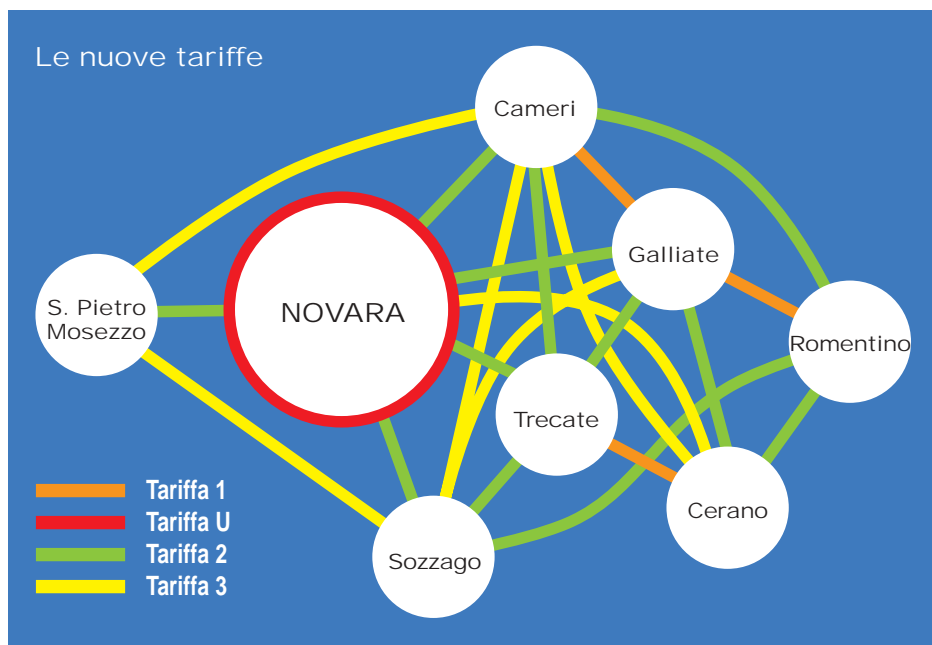 Le nuove tariffe
Cameri
Galliate
S. Pietro
Mosezzo
NOVARA
Romentino
Trecate
Cerano
Sozzago
Tariffa 1
Tariffa U
Tariffa 2
Tariffa 3